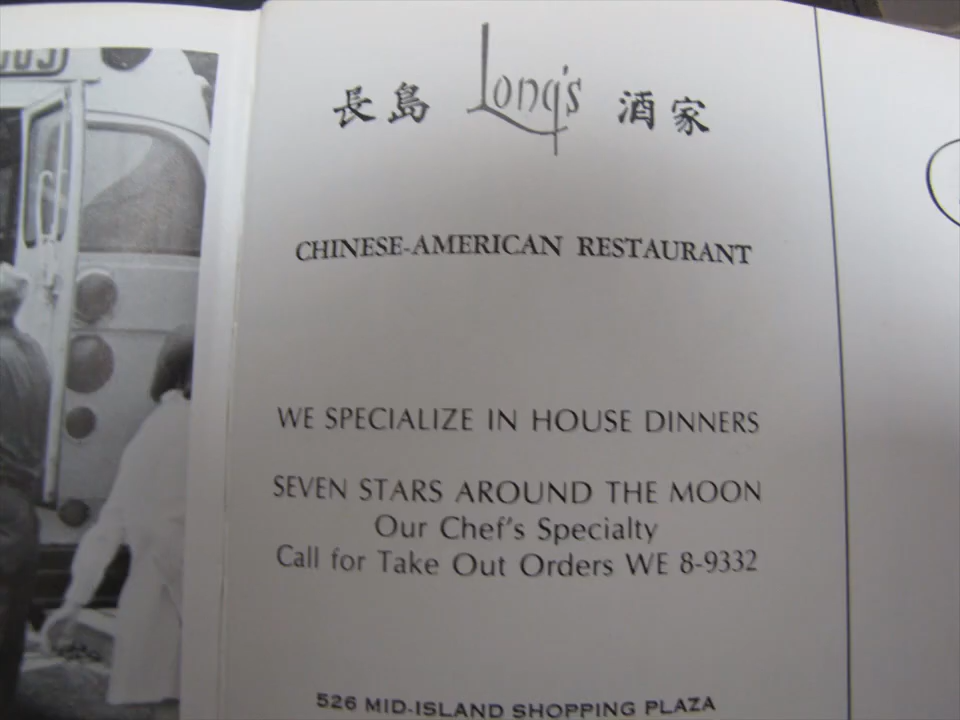 長島 Long's 酒家
CHINESE-AMERICAN RESTAURANT
WE SPECIALIZE IN HOUSE DINNERS
SEVEN STARS AROUND THE MOON
Our Chef's Specialty
Call for Take Out Orders WE 8-9332
526 MID-ISLAND SHOPPING PLAZA